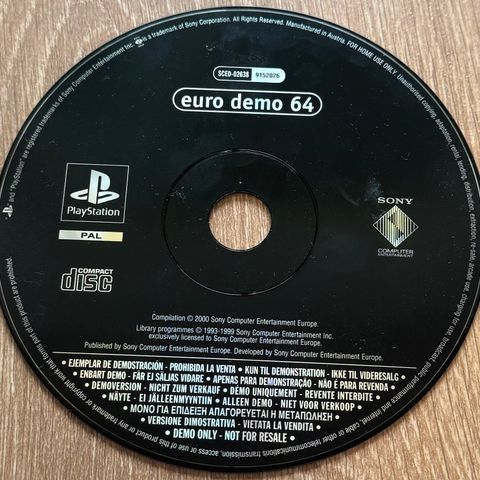 SCED-02638 9152026
euro demo 64
PlayStation
PAL
SONY
COMPUTER
ENTERTAINMENT
COMPACT
disc
Compilation © 2000 Sony Computer Entertainment Europe.
Library programmes © 1993-1999 Sony Computer Entertainment Inc.
exclusively licensed to Sony Computer Entertainment Europe.
Published by Sony Computer Entertainment Europe. Developed by Sony Computer Entertainment Europe.
• EJEMPLAR DE DEMOSTRACIÓN - PROHIBIDA LA VENTA • KUN TIL DEMONSTRATION - IKKE TIL VIDERESALG •
ENBART DEMO - FÅR EJ SÄLJAS VIDARE • APENAS PARA DEMONSTRAÇÃO - NÃO É PARA REVENDA •
DEMOVERSION - NICHT ZUM VERKAUF • DÉMO UNIQUEMENT - REVENTE INTERDITE •
NÄYTE - EI JÄLLEENMYYNTIIN • ALLEEN DEMO - NIET VOOR VERKOOP •
ΜΟΝΟ ΓΙΑ ΕΠΙΔΕΙΞΗ ΑΠΑΓΟΡΕΥΕΤΑΙ Η ΜΕΤΑΠΩΛΗΣΗ •
VERSIONE DIMOSTRATIVA - VIETATA LA VENDITA •
• DEMO ONLY - NOT FOR RESALE •
and "PlayStation" are registered trademarks of Sony Computer Entertainment Inc. is a trademark of Sony Corporation. All Rights Reserved. Manufactured in Austria. FOR HOME USE ONLY. Unauthorised copying, adaptation, rental, lending, distribution, extraction, re-sale, arcade use, charging for use, broadcast, public performance and internet, cable or other telecommunications transmission, access or use of this product or any trademark or copyright work that forms part of this product are prohibited.